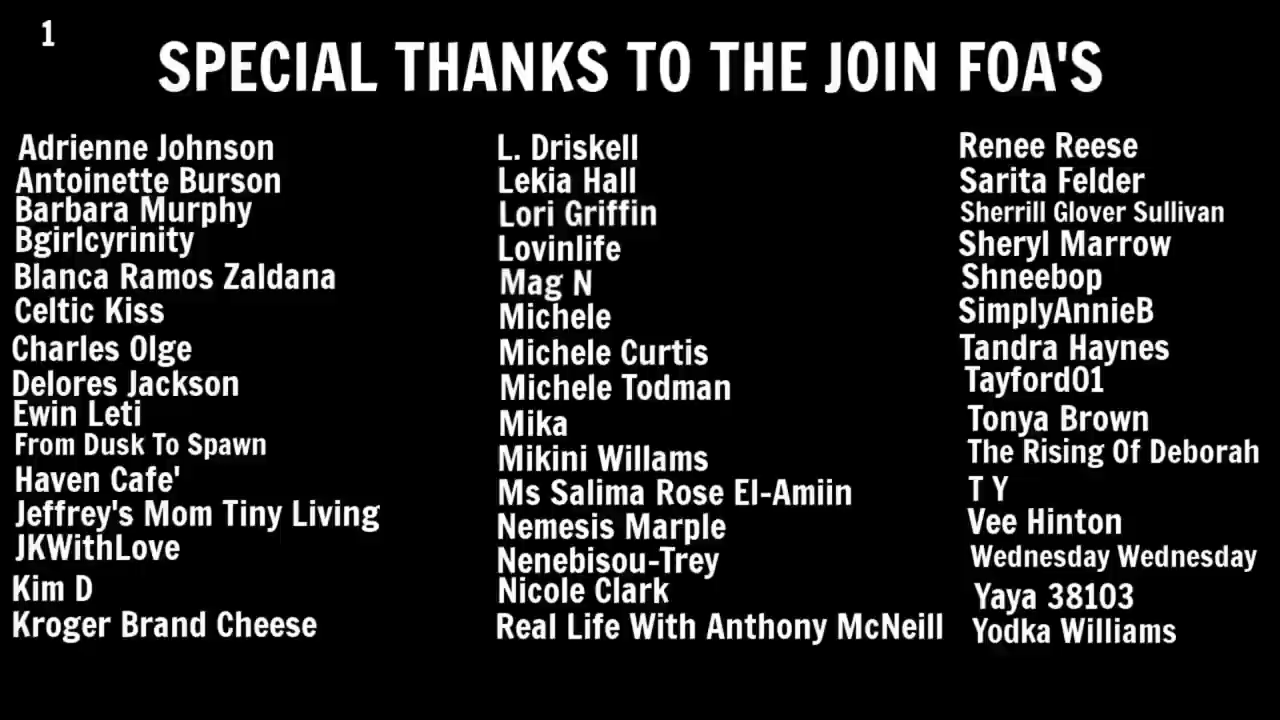 1
SPECIAL THANKS TO THE JOIN FOA'S
Adrienne Johnson
Antoinette Burson
Barbara Murphy
Bgirlcyrinity
Blanca Ramos Zaldana
Celtic Kiss
Charles Olge
Delores Jackson
Ewin Leti
From Dusk To Spawn
Haven Cafe'
Jeffrey's Mom Tiny Living
JKWithLove
Kim D
Kroger Brand Cheese
L. Driskell
Lekia Hall
Lori Griffin
Lovinlife
Mag N
Michele
Michele Curtis
Michele Todman
Mika
Mikini Willams
Ms Salima Rose El-Amiin
Nemesis Marple
Nenebisou-Trey
Nicole Clark
Real Life With Anthony McNeill
Renee Reese
Sarita Felder
Sherrill Glover Sullivan
Sheryl Marrow
Shneebop
SimplyAnnieB
Tandra Haynes
Tayford01
Tonya Brown
The Rising Of Deborah
T Y
Vee Hinton
Wednesday Wednesday
Yaya 38103
Yodka Williams